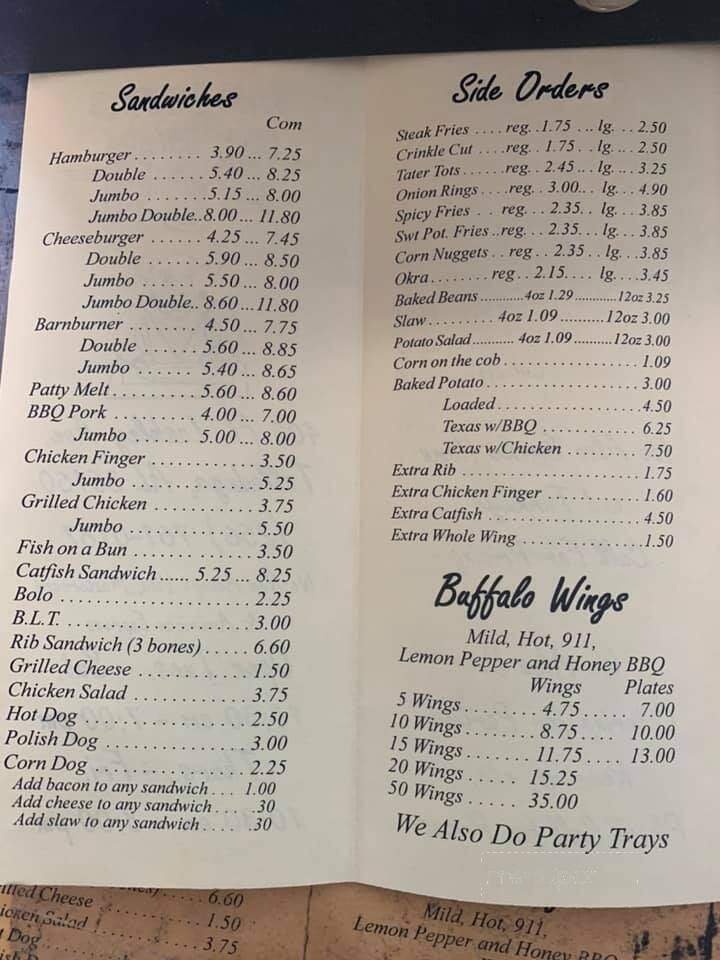 Sandwiches
Com
Hamburger ........ 3.90 ... 7.25
Double ...... 5.40 ... 8.25
Jumbo ....... 5.15 ... 8.00
Jumbo Double..8.00... 11.80
Cheeseburger ...... 4.25 ... 7.45
Double ...... 5.90 ... 8.50
Jumbo ...... 5.50 ... 8.00
Jumbo Double.. 8.60 ...11.80
Barnburner ........ 4.50 ... 7.75
Double ...... 5.60 ... 8.85
Jumbo ...... 5.40 ... 8.65
Patty Melt.......... 5.60 ... 8.60
BBQ Pork .......... 4.00 ... 7.00
Jumbo ...... 5.00 ... 8.00
Chicken Finger ............ 3.50
Jumbo ............. 5.25
Grilled Chicken ............ 3.75
Jumbo ............. 5.50
Fish on a Bun ............. 3.50
Catfish Sandwich ...... 5.25 ... 8.25
Bolo ..................... 2.25
B.L.T. .................... 3.00
Rib Sandwich (3 bones) ..... 6.60
Grilled Cheese ............. 1.50
Chicken Salad ............. 3.75
Hot Dog .................. 2.50
Polish Dog ................ 3.00
Corn Dog ................. 2.25
Add bacon to any sandwich ... 1.00
Add cheese to any sandwich .... .30
Add slaw to any sandwich .... .30
Side Orders
Steak Fries .... reg. .1.75 ... lg. .. 2.50
Crinkle Cut .... reg. . 1.75 . . lg. .. 2.50
Tater Tots ...... reg. . 2.45 ... lg. .. 3.25
Onion Rings ....reg. . 3.00... lg. .. 4.90
Spicy Fries . . reg. . . 2.35. . lg. . . 3.85
Swt Pot. Fries ..reg. . . 2.35. . . lg. . . 3.85
Corn Nuggets . . reg. . . 2.35 . . lg. . .3.85
Okra........ reg . . 2.15.... lg. . . .3.45
Baked Beans ...........4oz 1.29 ...........12oz 3.25
Slaw......... 4oz 1.09 ..........12oz 3.00
Potato Salad........... 4oz 1.09..........12oz 3.00
Corn on the cob ................. 1.09
Baked Potato ................... 3.00
Loaded ..................4.50
Texas w/BBQ ............. 6.25
Texas w/Chicken ......... 7.50
Extra Rib ...................... 1.75
Extra Chicken Finger ............ 1.60
Extra Catfish ................... 4.50
Extra Whole Wing ...............1.50
Buffalo Wings
Mild, Hot, 911,
Lemon Pepper and Honey BBQ
Wings Plates
5 Wings ........ 4.75 ..... 7.00
10 Wings ........ 8.75 .... 10.00
15 Wings ....... 11.75 .... 13.00
20 Wings ..... 15.25
50 Wings ..... 35.00
We Also Do Party Trays
6.60
Cheese ............ 1.50
Salad ............ 3.75
Dog
Mild, Hot, 911,
Lemon Pepper and Honey BBQ